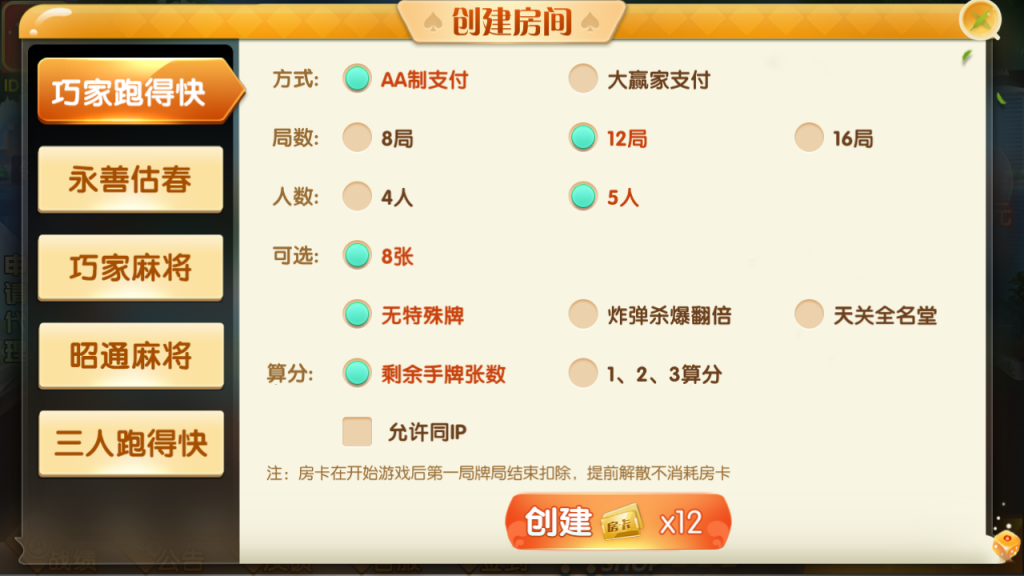 创建房间
巧家跑得快
永善估春
巧家麻将
昭通麻将
三人跑得快
方式: AA制支付 大赢家支付
局数: 8局 12局 16局
人数: 4人 5人
可选: 8张
无特殊牌 炸弹杀爆翻倍 天关全名堂
算分: 剩余手牌张数 1、2、3算分
允许同IP
注: 房卡在开始游戏后第一局牌局结束扣除，提前解散不消耗房卡
创建 房卡 x12